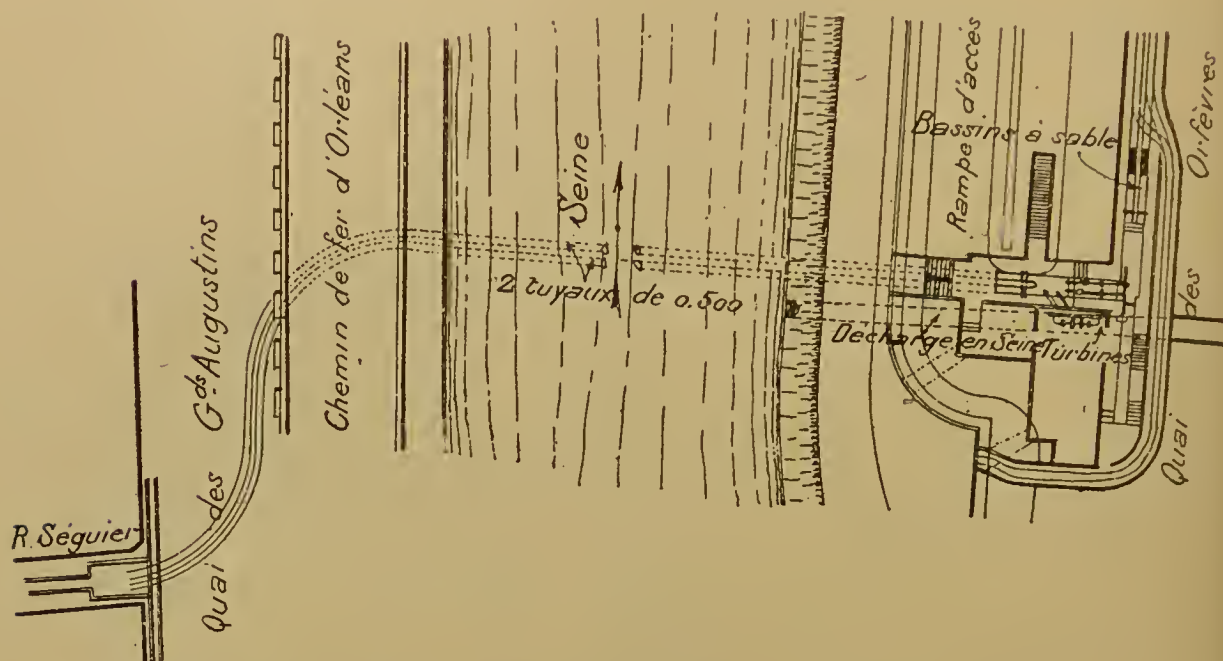 R. Séguier
Quai des Gds. Augustins
Chemin de fer d'Orléans
Seine
2 tuyaux de 0.500
Rampe d'accès
Bassins à sable
Décharge en Seine
Turbines
Quai des Orfèvres